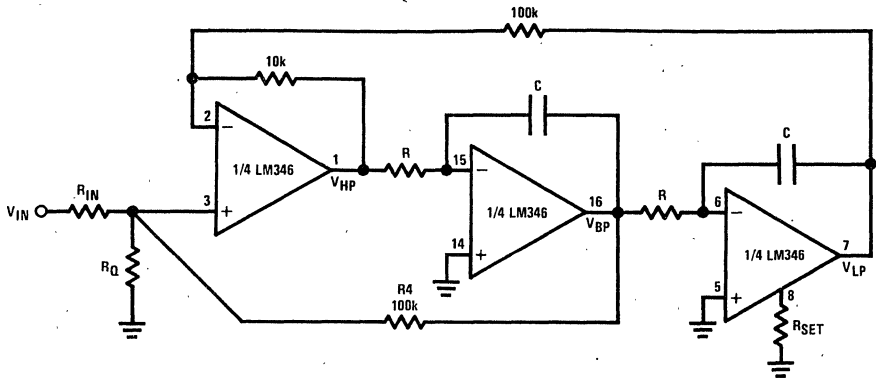 100k
10k
C
2
−
1/4 LM346
1
V_HP
R
15
−
1/4 LM346
16
V_BP
R
C
6
−
1/4 LM346
7
V_LP
V_IN
R_IN
3
+
14
+
5
+
8
R_Q
R4
100k
R_SET